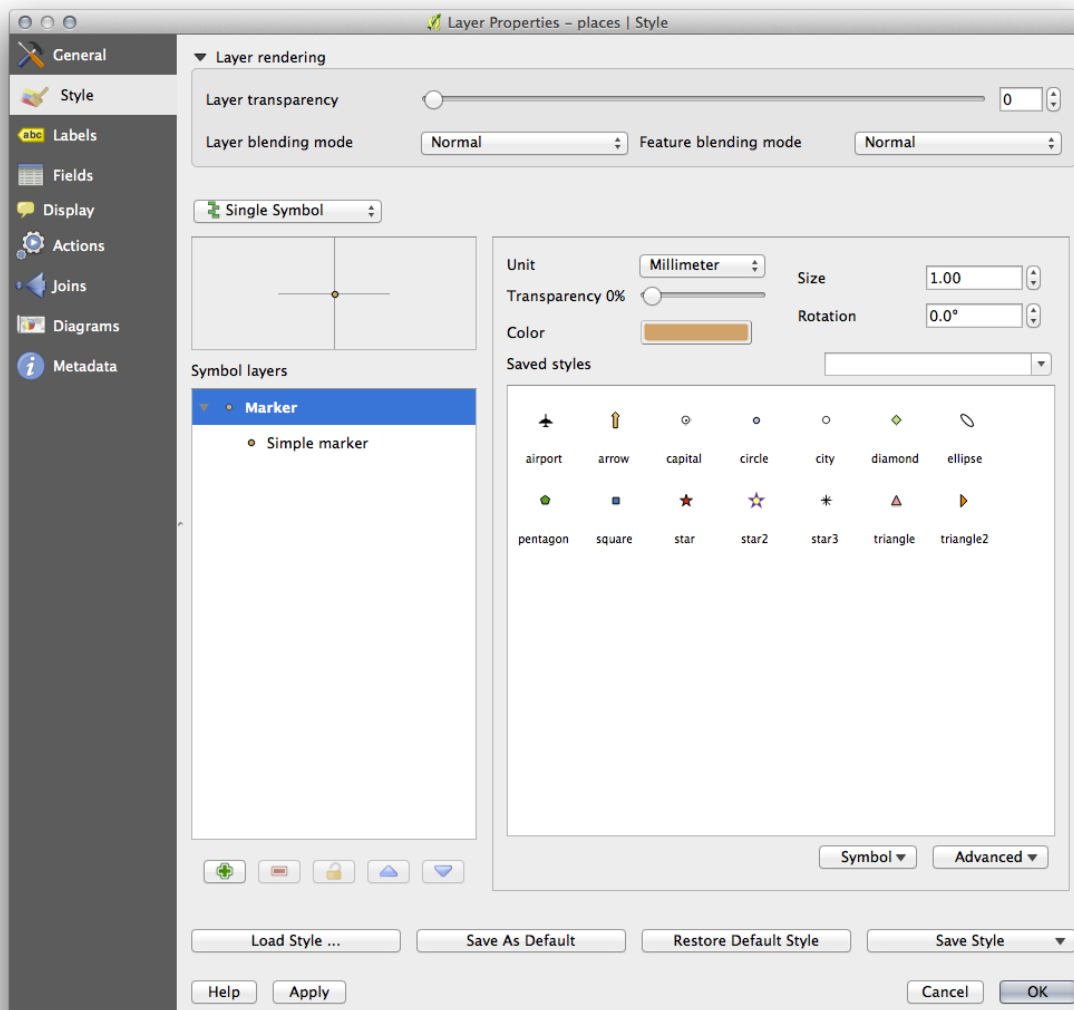 Layer Properties – places | Style
General
Style
abc Labels
Fields
Display
Actions
Joins
Diagrams
i Metadata
Layer rendering
Layer transparency 0
Layer blending mode Normal Feature blending mode Normal
Single Symbol
Unit Millimeter Size 1.00
Transparency 0%
Rotation 0.0°
Color
Saved styles
Symbol layers
Marker
Simple marker
airport arrow capital circle city diamond ellipse
pentagon square star star2 star3 triangle triangle2
Symbol Advanced
Load Style ... Save As Default Restore Default Style Save Style
Help Apply Cancel OK